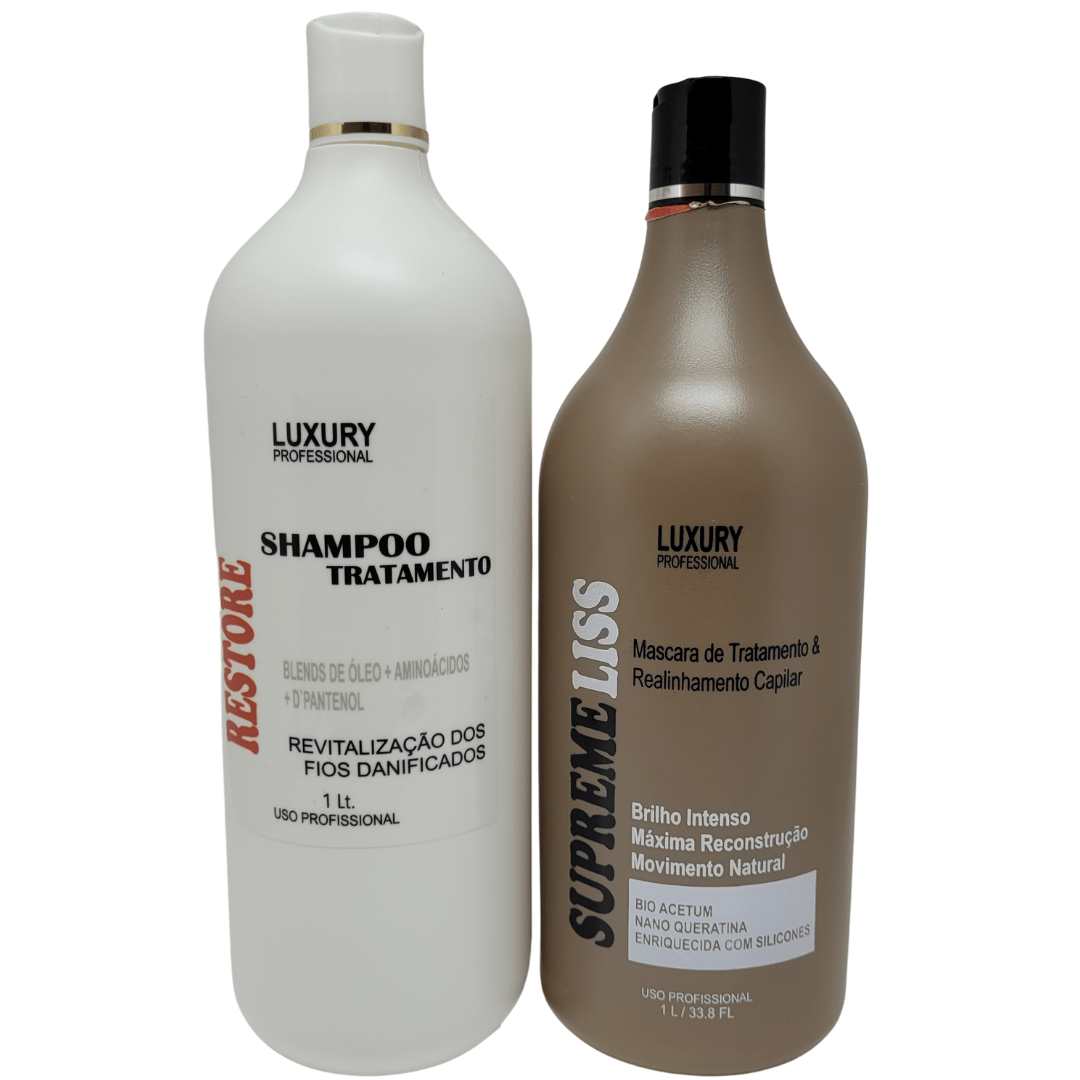 LUXURY
PROFESSIONAL
SHAMPOO
TRATAMENTO
RESTORE
BLENDS DE ÓLEO + AMINOÁCIDOS
+ D`PANTENOL
REVITALIZAÇÃO DOS
FIOS DANIFICADOS
1 Lt.
USO PROFISSIONAL
LUXURY
PROFESSIONAL
SUPREME LISS
Mascara de Tratamento &
Realinhamento Capilar
Brilho Intenso
Máxima Reconstrução
Movimento Natural
BIO ACETUM
NANO QUERATINA
ENRIQUECIDA COM SILICONES
USO PROFISSIONAL
1 L / 33.8 FL